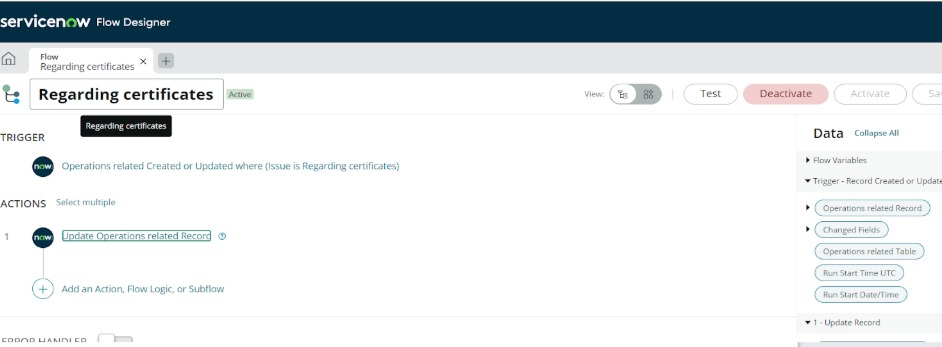 servicenow Flow Designer
Flow
Regarding certificates
Regarding certificates Active
View: Test Deactivate Activate
Regarding certificates
TRIGGER
now Operations related Created or Updated where (Issue is Regarding certificates)
ACTIONS Select multiple
1 now Update Operations related Record
Add an Action, Flow Logic, or Subflow
ERROR HANDLER
Data Collapse All
Flow Variables
Trigger - Record Created or Update
Operations related Record
Changed Fields
Operations related Table
Run Start Time UTC
Run Start Date/Time
1 - Update Record